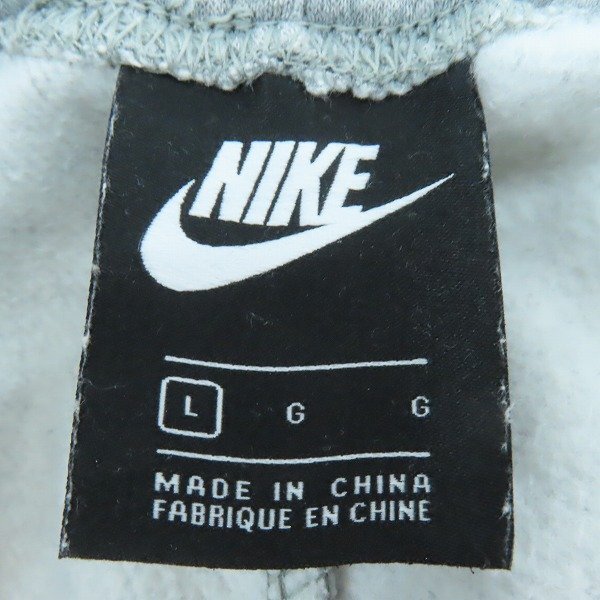 NIKE
L G G
MADE IN CHINA
FABRIQUE EN CHINE